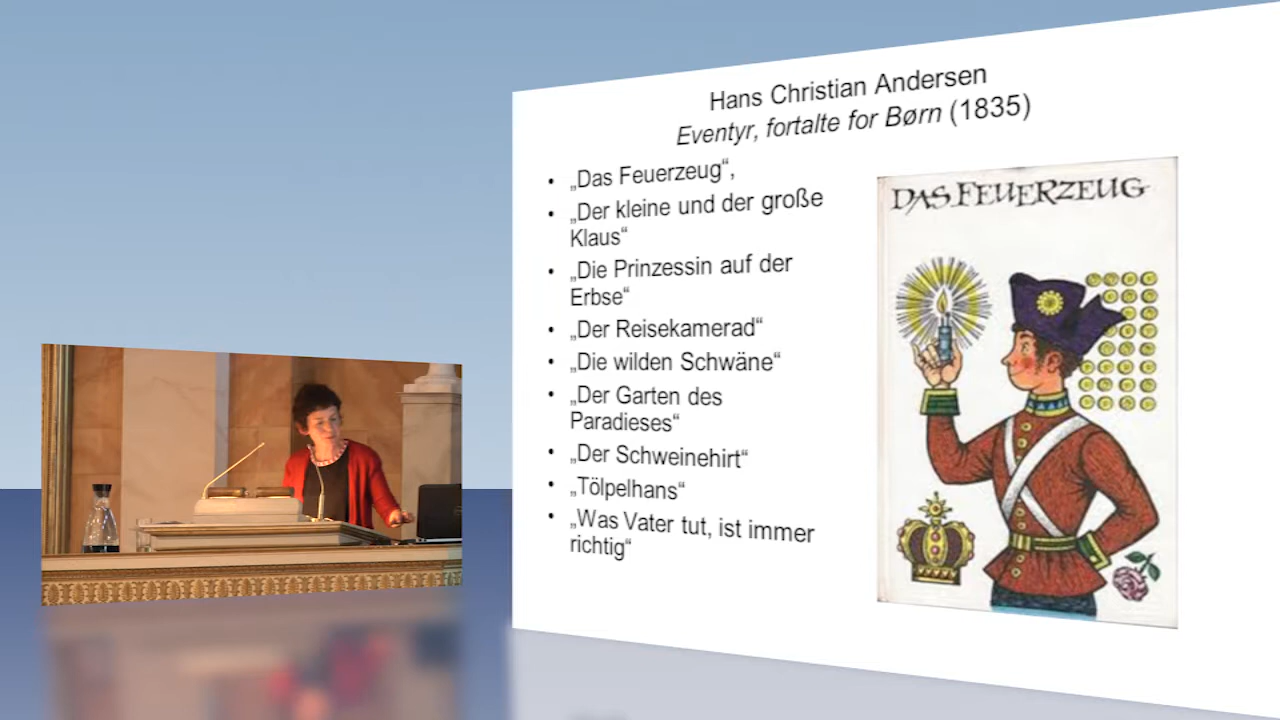 Hans Christian Andersen
Eventyr, fortalte for Børn (1835)
• „Das Feuerzeug“,
• „Der kleine und der große
Klaus“
• „Die Prinzessin auf der
Erbse“
• „Der Reisekamerad“
• „Die wilden Schwäne“
• „Der Garten des
Paradieses“
• „Der Schweinehirt“
• „Tölpelhans“
• „Was Vater tut, ist immer
richtig“
DAS FEUERZEUG